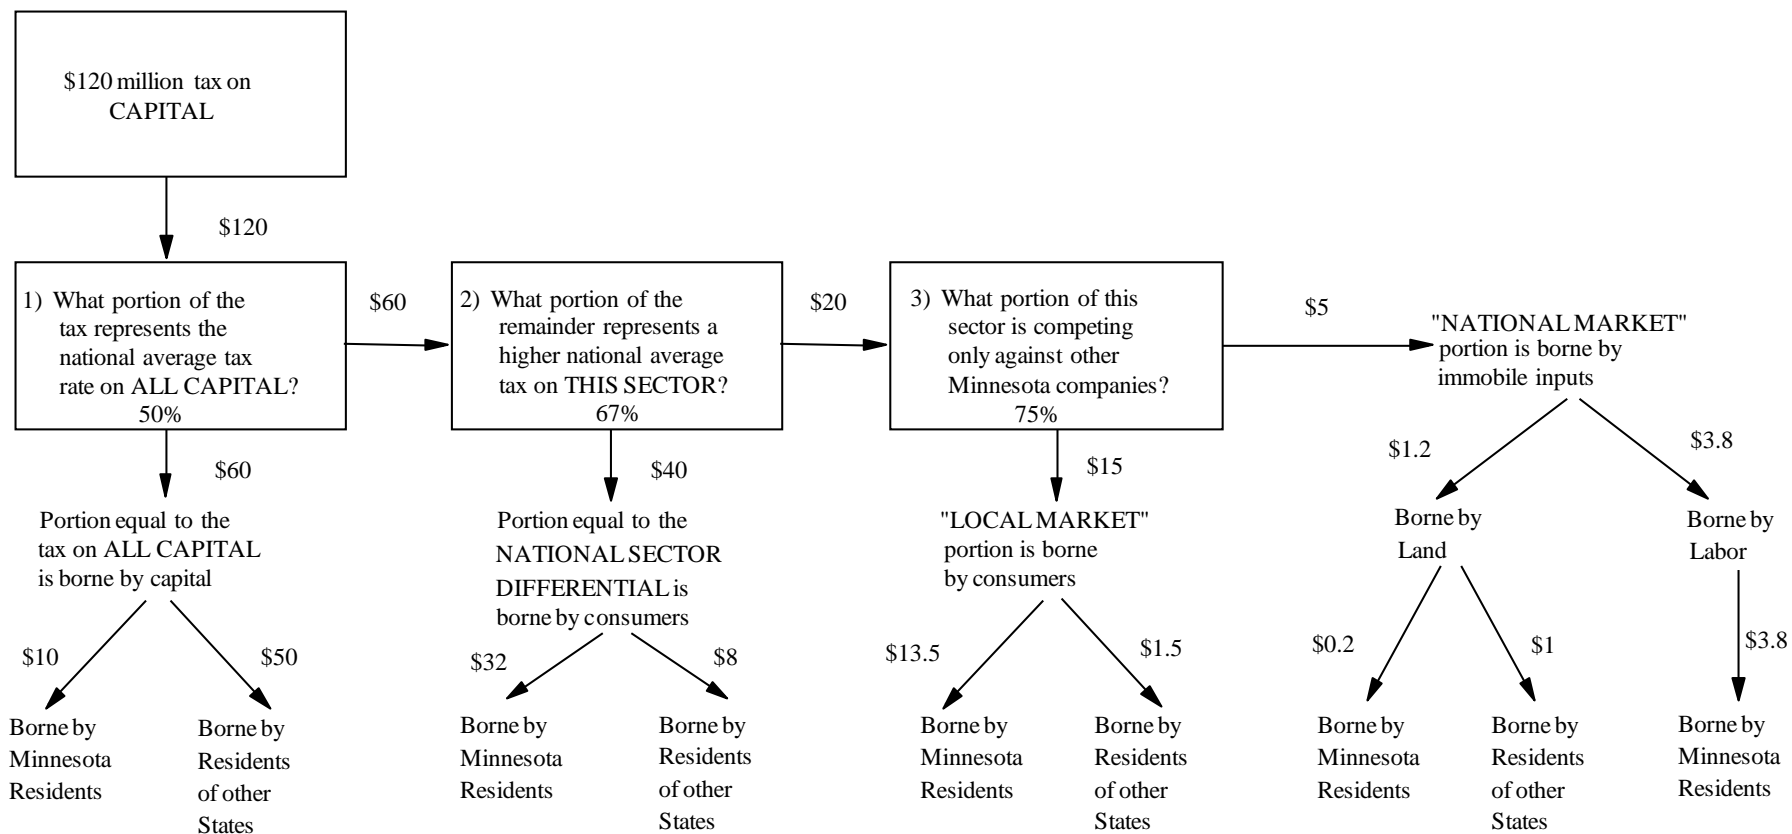 $120 million tax on
CAPITAL
$120
1) What portion of the
tax represents the
national average tax
rate on ALL CAPITAL?
50%
$60
2) What portion of the
remainder represents a
higher national average
tax on THIS SECTOR?
67%
$20
3) What portion of this
sector is competing
only against other
Minnesota companies?
75%
$5
"NATIONAL MARKET"
portion is borne by
immobile inputs
$60
Portion equal to the
tax on ALL CAPITAL
is borne by capital
$40
Portion equal to the
NATIONAL SECTOR
DIFFERENTIAL is
borne by consumers
$15
"LOCAL MARKET"
portion is borne
by consumers
$1.2
Borne by
Land
$3.8
Borne by
Labor
$10
Borne by
Minnesota
Residents
$50
Borne by
Residents
of other
States
$32
Borne by
Minnesota
Residents
$8
Borne by
Residents
of other
States
$13.5
Borne by
Minnesota
Residents
$1.5
Borne by
Residents
of other
States
$0.2
Borne by
Minnesota
Residents
$1
Borne by
Residents
of other
States
$3.8
Borne by
Minnesota
Residents